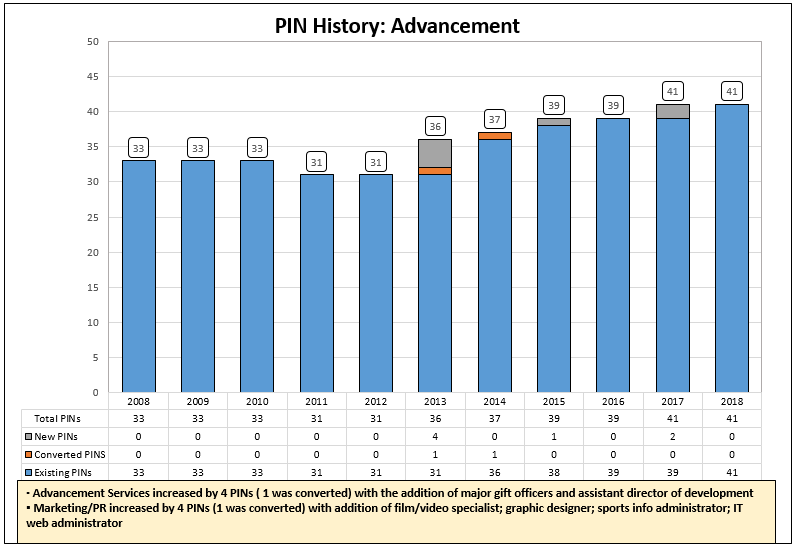 PIN History: Advancement
50
45
40
35
30
25
20
15
10
5
0
33
33
33
31
31
36
37
39
39
41
41
2008 2009 2010 2011 2012 2013 2014 2015 2016 2017 2018
Total PINs 33 33 33 31 31 36 37 39 39 41 41
New PINs 0 0 0 0 0 4 0 1 0 2 0
Converted PINS 0 0 0 0 0 1 1 0 0 0 0
Existing PINs 33 33 33 31 31 31 36 38 39 39 41
• Advancement Services increased by 4 PINs ( 1 was converted) with the addition of major gift officers and assistant director of development
• Marketing/PR increased by 4 PINs (1 was converted) with addition of film/video specialist; graphic designer; sports info administrator; IT
web administrator